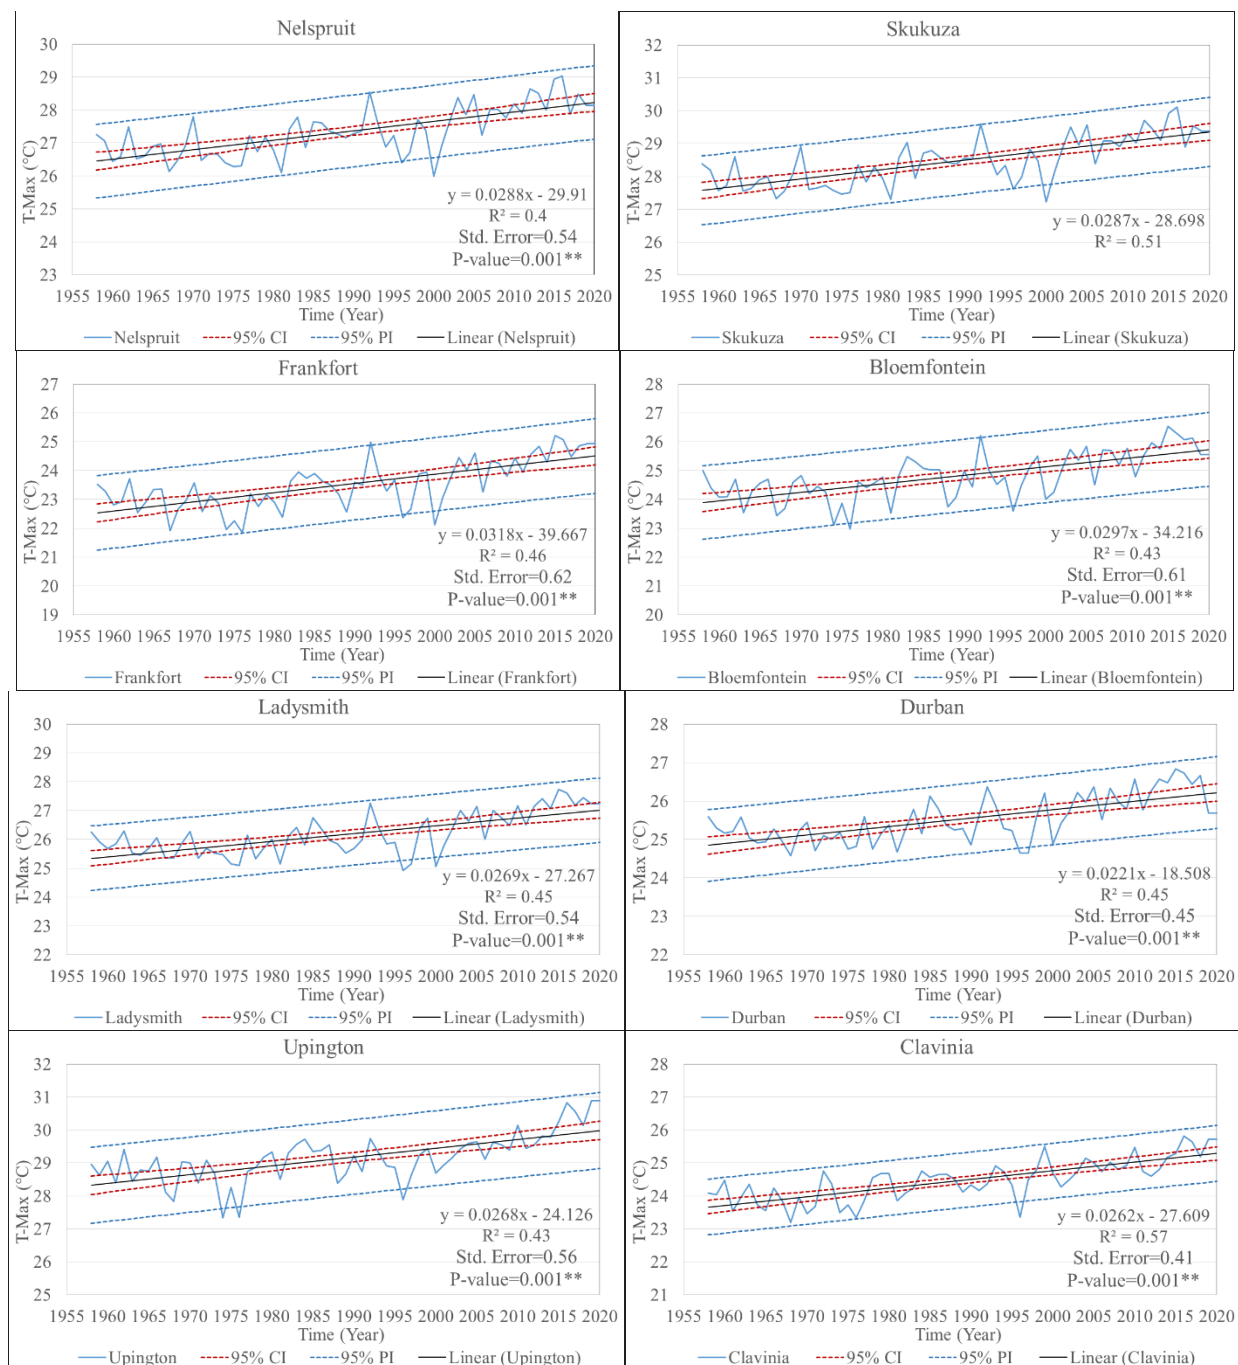 Nelspruit
30
29
28
27
26
25
24
23
T-Max (°C)
y = 0.0288x - 29.91
R² = 0.4
Std. Error=0.54
P-value=0.001**
1955 1960 1965 1970 1975 1980 1985 1990 1995 2000 2005 2010 2015 2020
Time (Year)
Nelspruit 95% CI 95% PI Linear (Nelspruit)
Skukuza
32
31
30
29
28
27
26
25
T-Max (°C)
y = 0.0287x - 28.698
R² = 0.51
1955 1960 1965 1970 1975 1980 1985 1990 1995 2000 2005 2010 2015 2020
Time (Year)
Skukuza 95% CI 95% PI Linear (Skukuza)
Frankfort
27
26
25
24
23
22
21
20
19
T-Max (°C)
y = 0.0318x - 39.667
R² = 0.46
Std. Error=0.62
P-value=0.001**
1955 1960 1965 1970 1975 1980 1985 1990 1995 2000 2005 2010 2015 2020
Time (Year)
Frankfort 95% CI 95% PI Linear (Frankfort)
Bloemfontein
28
27
26
25
24
23
22
21
20
T-Max (°C)
y = 0.0297x - 34.216
R² = 0.43
Std. Error=0.61
P-value=0.001**
1955 1960 1965 1970 1975 1980 1985 1990 1995 2000 2005 2010 2015 2020
Time (Year)
Bloemfontein 95% CI 95% PI Linear (Bloemfontein)
Ladysmith
30
29
28
27
26
25
24
23
22
T-Max (°C)
y = 0.0269x - 27.267
R² = 0.45
Std. Error=0.54
P-value=0.001**
1955 1960 1965 1970 1975 1980 1985 1990 1995 2000 2005 2010 2015 2020
Time (Year)
Ladysmith 95% CI 95% PI Linear (Ladysmith)
Durban
28
27
26
25
24
23
22
T-Max (°C)
y = 0.0221x - 18.508
R² = 0.45
Std. Error=0.45
P-value=0.001**
1955 1960 1965 1970 1975 1980 1985 1990 1995 2000 2005 2010 2015 2020
Time (Year)
Durban 95% CI 95% PI Linear (Durban)
Upington
32
31
30
29
28
27
26
25
T-Max (°C)
y = 0.0268x - 24.126
R² = 0.43
Std. Error=0.56
P-value=0.001**
1955 1960 1965 1970 1975 1980 1985 1990 1995 2000 2005 2010 2015 2020
Time (Year)
Upington 95% CI 95% PI Linear (Upington)
Clavinia
28
27
26
25
24
23
22
21
T-Max (°C)
y = 0.0262x - 27.609
R² = 0.57
Std. Error=0.41
P-value=0.001**
1955 1960 1965 1970 1975 1980 1985 1990 1995 2000 2005 2010 2015 2020
Time (Year)
Clavinia 95% CI 95% PI Linear (Clavinia)